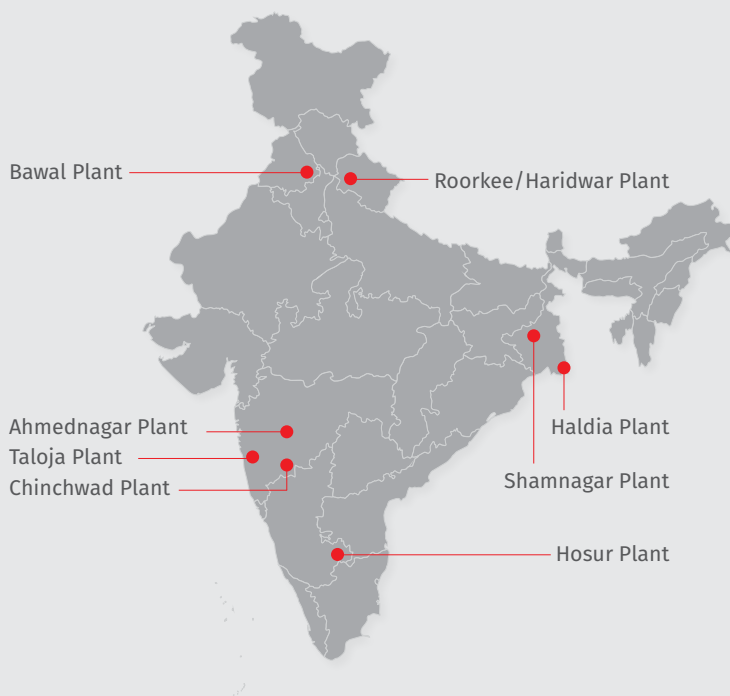 Bawal Plant
Roorkee/Haridwar Plant
Ahmednagar Plant
Taloja Plant
Chinchwad Plant
Haldia Plant
Shamnagar Plant
Hosur Plant